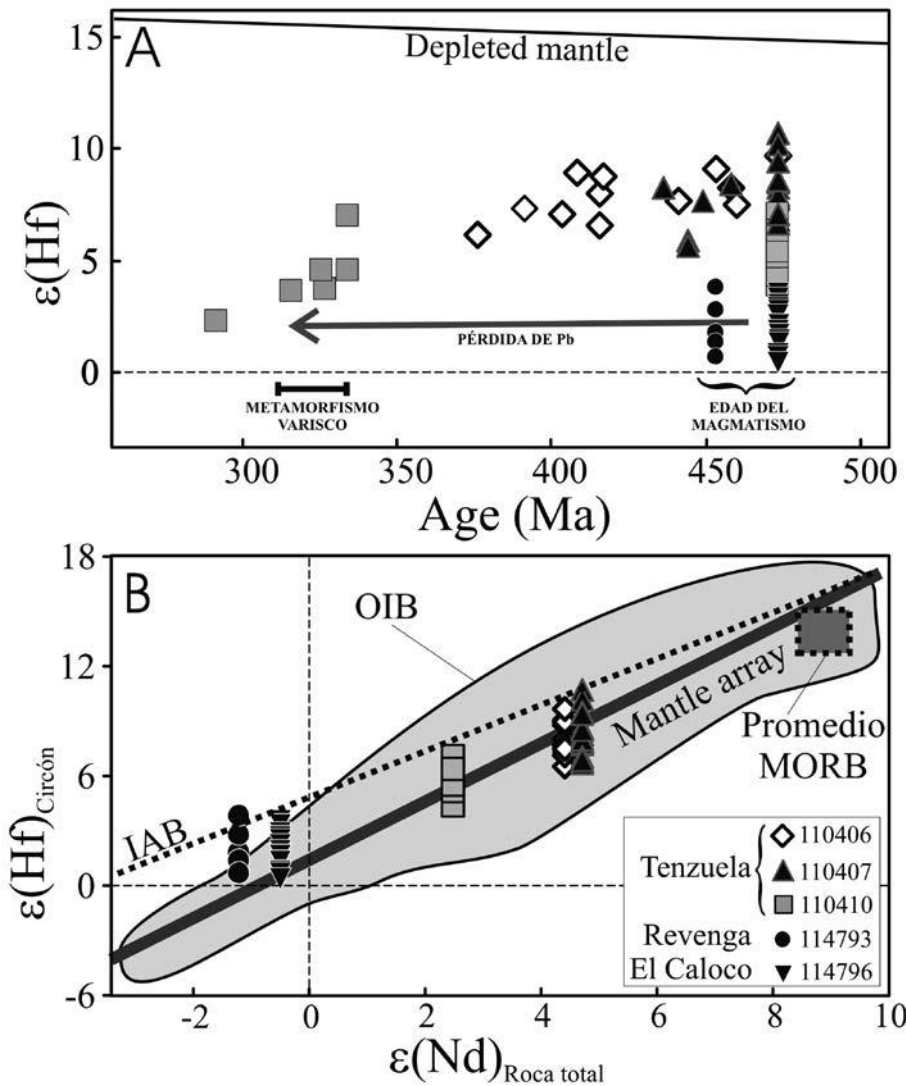 A
Depleted mantle
15
10
5
0
ε(Hf)
PÉRDIDA DE Pb
METAMORFISMO
VARISCO
EDAD DEL
MAGMATISMO
300 350 400 450 500
Age (Ma)
B
18
12
6
0
-6
ε(Hf)Circón
OIB
IAB
Mantle array
Promedio
MORB
Tenzuela
110406
110407
110410
Revenga 114793
El Caloco 114796
-2 0 2 4 6 8 10
ε(Nd)Roca total